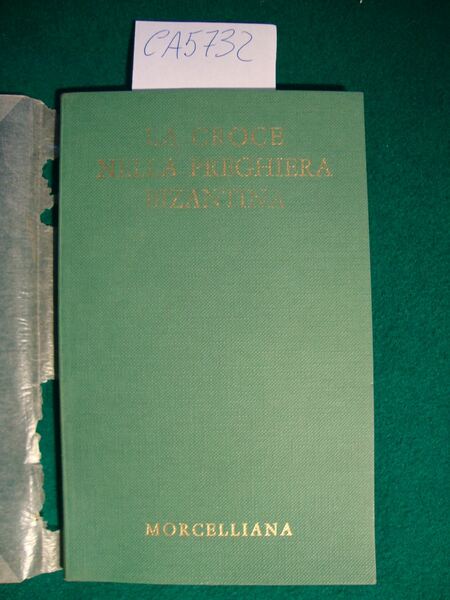 CA5732
LA CROCE
NELLA PREGHIERA
BIZANTINA
MORCELLIANA